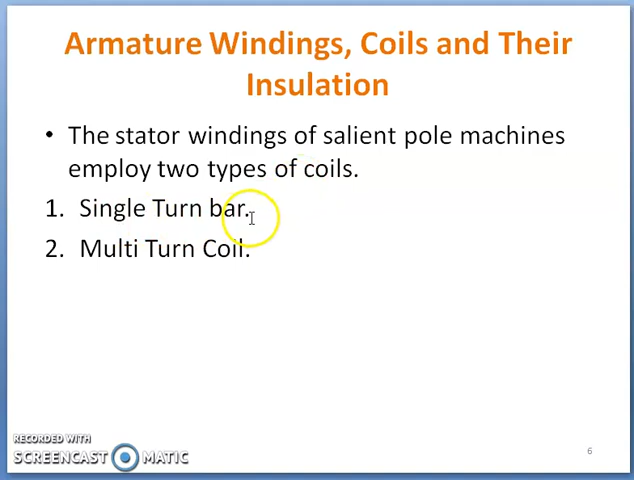 Armature Windings, Coils and Their
Insulation
• The stator windings of salient pole machines
employ two types of coils.
1. Single Turn bar.
2. Multi Turn Coil.
RECORDED WITH
SCREENCAST MATIC
6